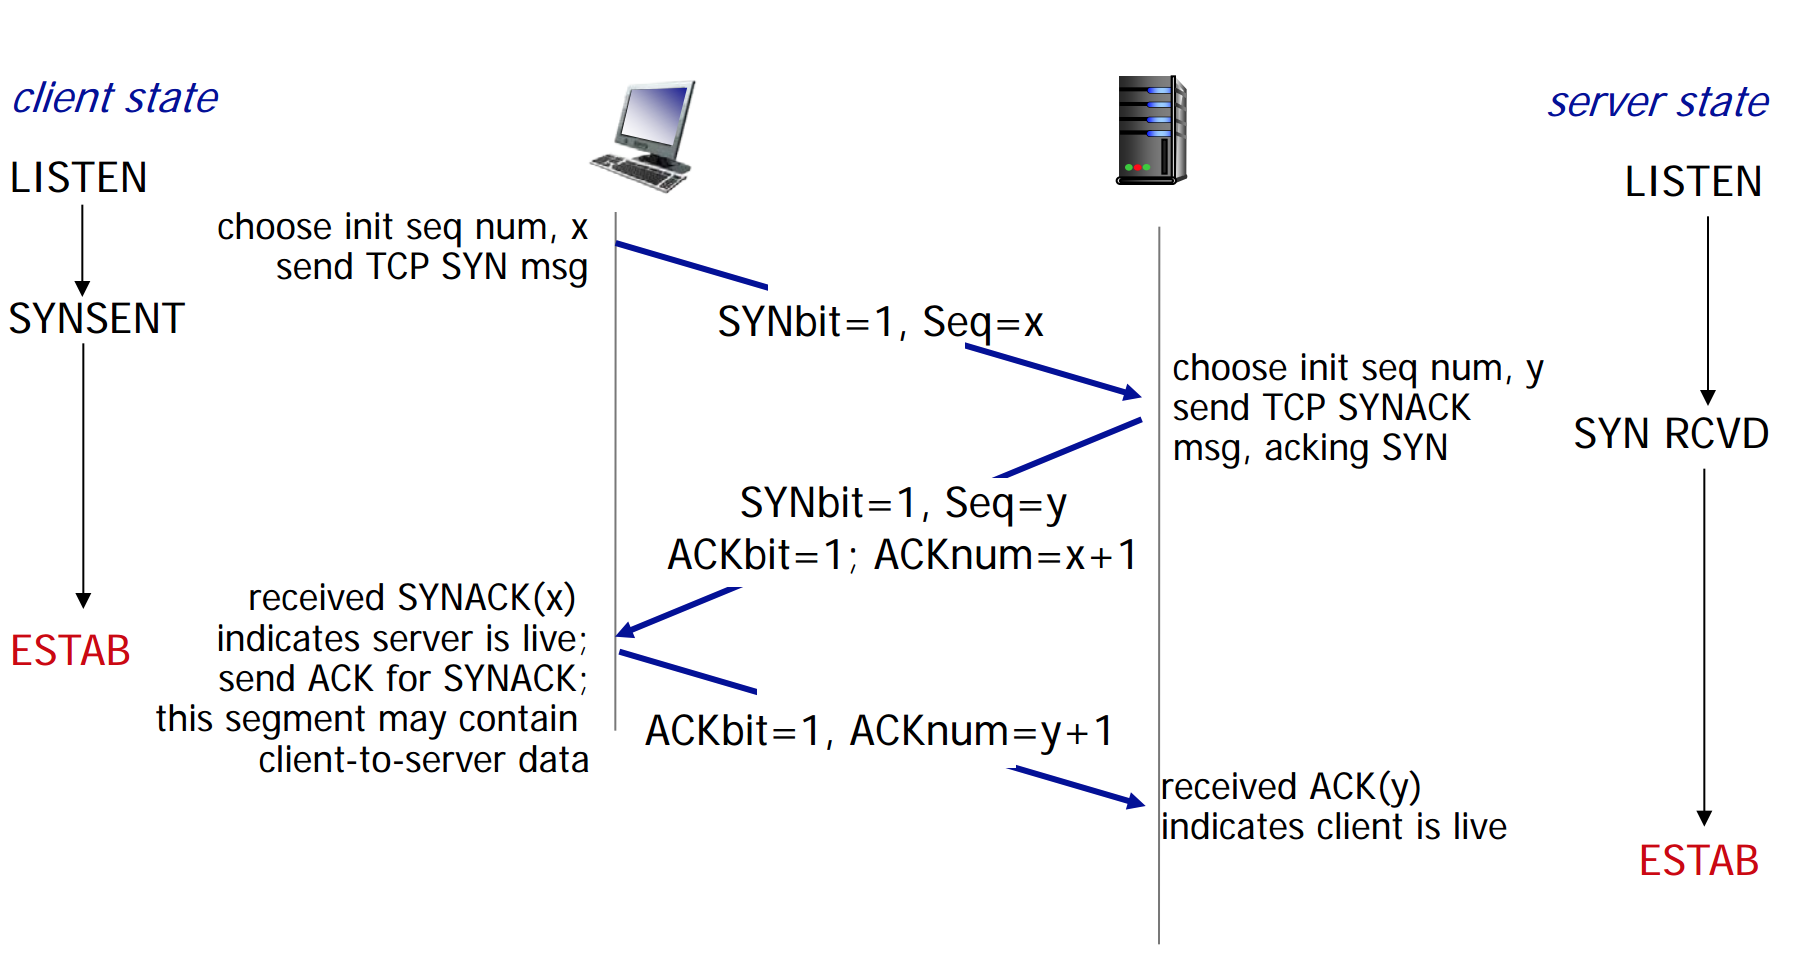 client state
server state
LISTEN
LISTEN
choose init seq num, x
send TCP SYN msg
SYNSENT
SYNbit=1, Seq=x
choose init seq num, y
send TCP SYNACK
msg, acking SYN
SYN RCVD
SYNbit=1, Seq=y
ACKbit=1; ACKnum=x+1
received SYNACK(x)
indicates server is live;
send ACK for SYNACK;
this segment may contain
client-to-server data
ESTAB
ACKbit=1, ACKnum=y+1
received ACK(y)
indicates client is live
ESTAB